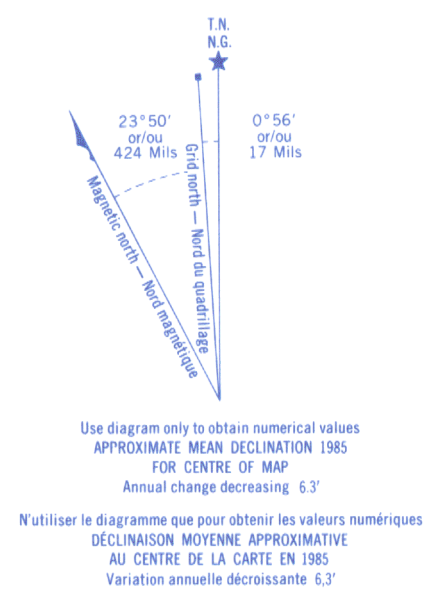 T.N.
N.G.
23°50′
or/ou
424 Mils
0°56′
or/ou
17 Mils
Grid north — Nord du quadrillage
Magnetic north — Nord magnétique
Use diagram only to obtain numerical values
APPROXIMATE MEAN DECLINATION 1985
FOR CENTRE OF MAP
Annual change decreasing 6.3′
N'utiliser le diagramme que pour obtenir les valeurs numériques
DÉCLINAISON MOYENNE APPROXIMATIVE
AU CENTRE DE LA CARTE EN 1985
Variation annuelle décroissante 6,3′